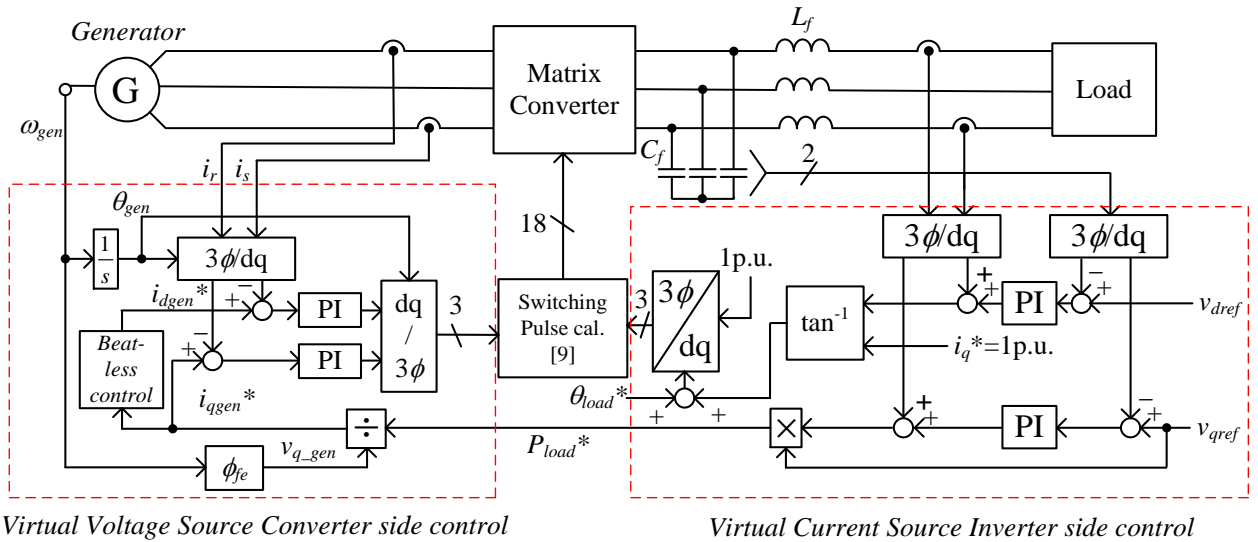 Generator
G
ω_gen
Matrix
Converter
L_f
Load
C_f
2
i_r
i_s
θ_gen
18
1
s
3ϕ/dq
i_dgen*
−
+
PI
dq
/
3ϕ
3
Beat-
less
control
−
+
PI
i_qgen*
÷
v_q_gen
ϕ_fe
Switching
Pulse cal.
[9]
3
3ϕ
dq
1p.u.
θ_load*
+
+
P_load*
tan⁻¹
3ϕ/dq
3ϕ/dq
+
+
PI
−
+
v_dref
i_q*=1p.u.
×
+
+
PI
−
+
v_qref
Virtual Voltage Source Converter side control
Virtual Current Source Inverter side control